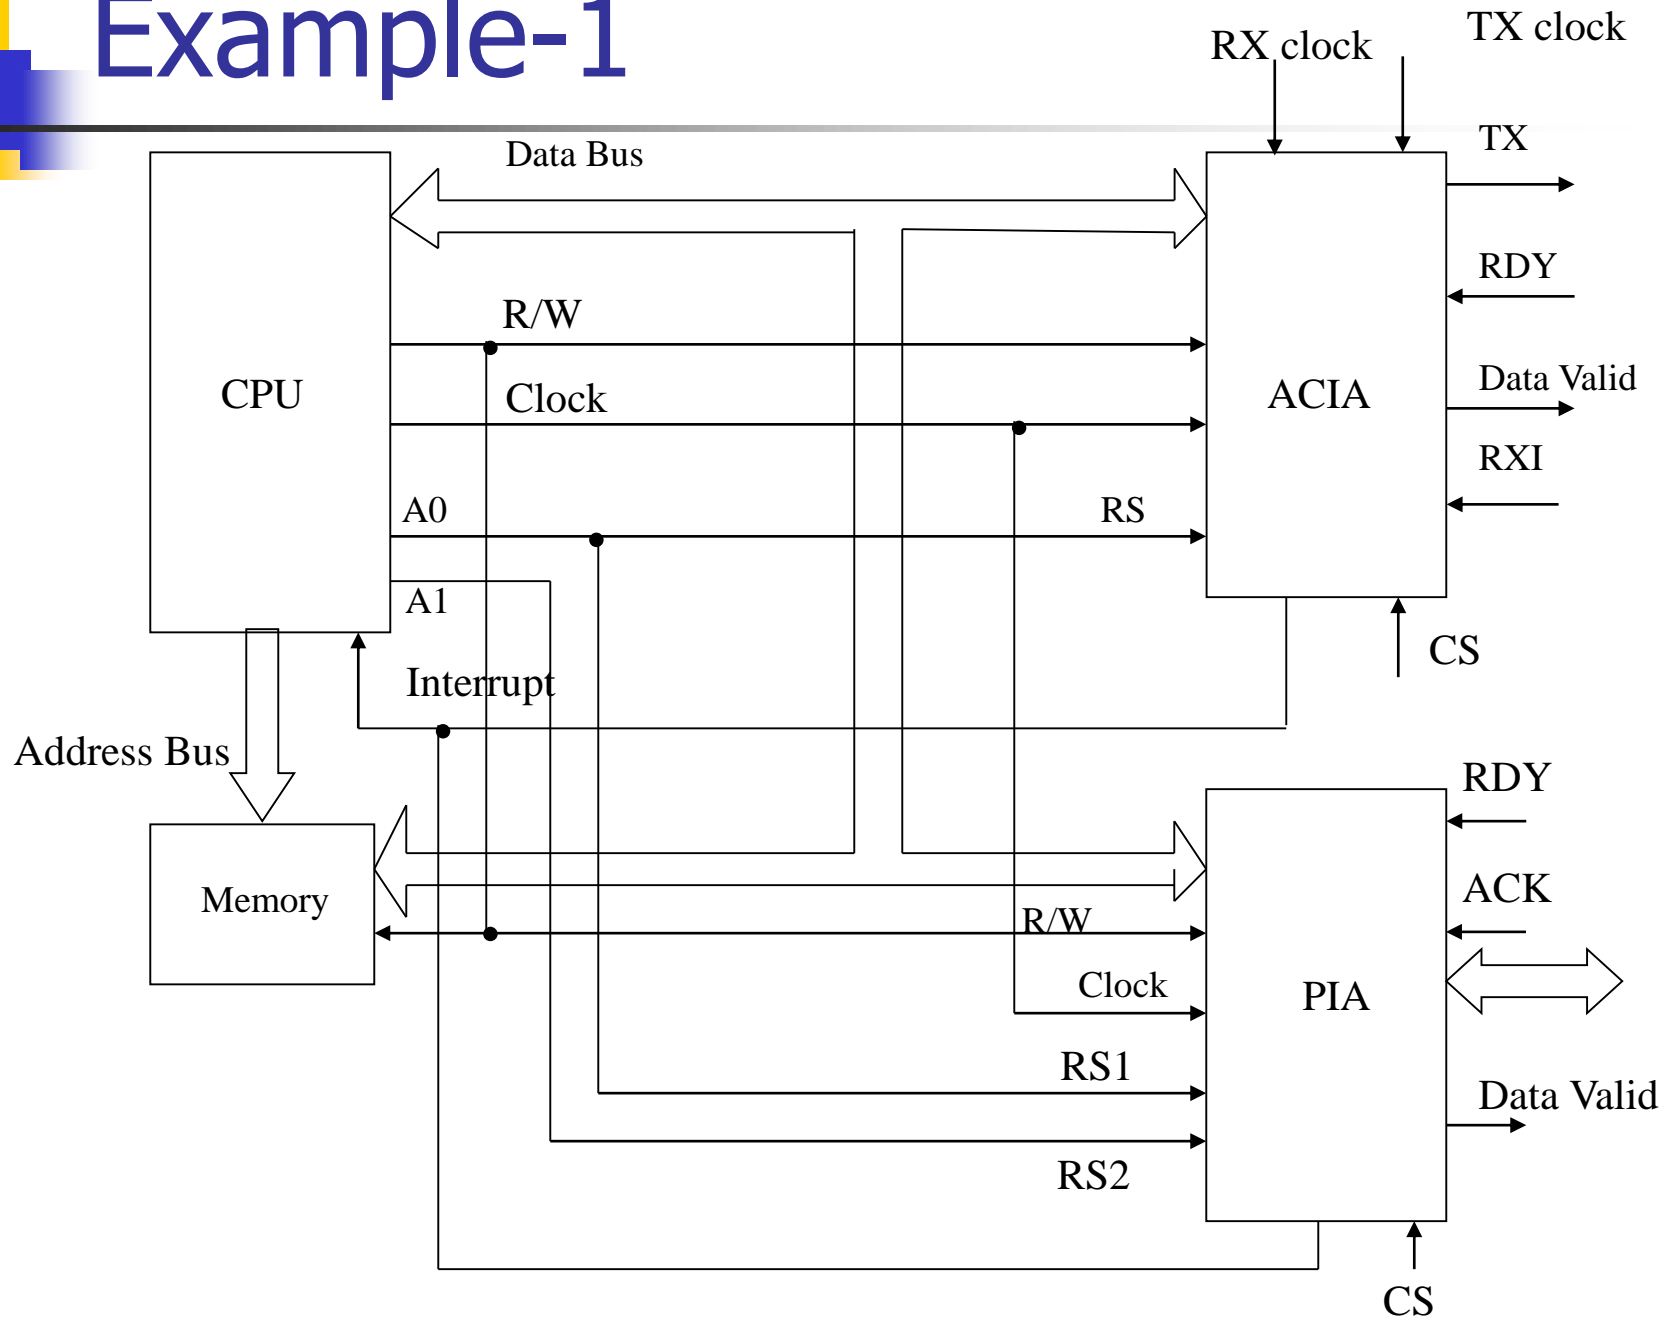 Example-1
RX clock
TX clock
TX
Data Bus
RDY
R/W
CPU
Clock
ACIA
Data Valid
RXI
A0
RS
A1
CS
Interrupt
Address Bus
RDY
Memory
ACK
R/W
Clock
PIA
RS1
Data Valid
RS2
CS